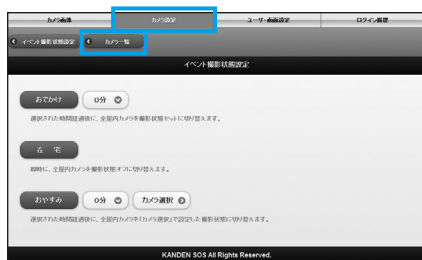 カメラ画像 カメラ設定 ユーザ・画面設定 ログイン履歴
イベント撮影状態設定 カメラ一覧
イベント撮影状態設定
おでかけ 0分
選択された時間経過後に、全屋内カメラを撮影状態セットに切り替えます。
在 宅
即時に、全屋内カメラを撮影状態オフに切り替えます。
おやすみ 0分 カメラ選択
選択された時間経過後に、全屋内カメラを「カメラ選択」で設定した撮影状態に切り替えます。
KANDEN SOS All Rights Reserved.